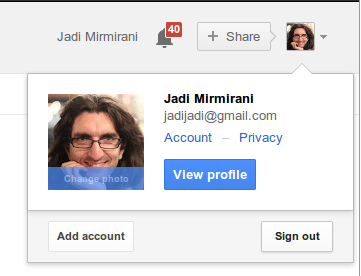 Jadi Mirmirani 40 + Share
Jadi Mirmirani
jadijadi@gmail.com
Account – Privacy
Change photo
View profile
Add account Sign out